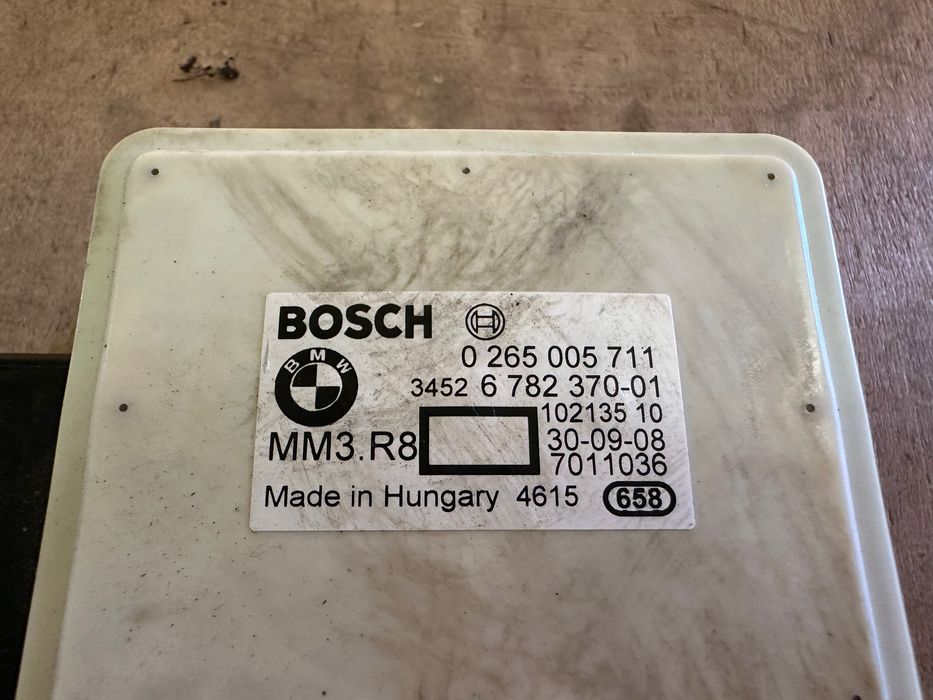 BOSCH
0 265 005 711
BMW
3452 6 782 370-01
102135 10
MM3.R8
30-09-08
7011036
Made in Hungary 4615 658